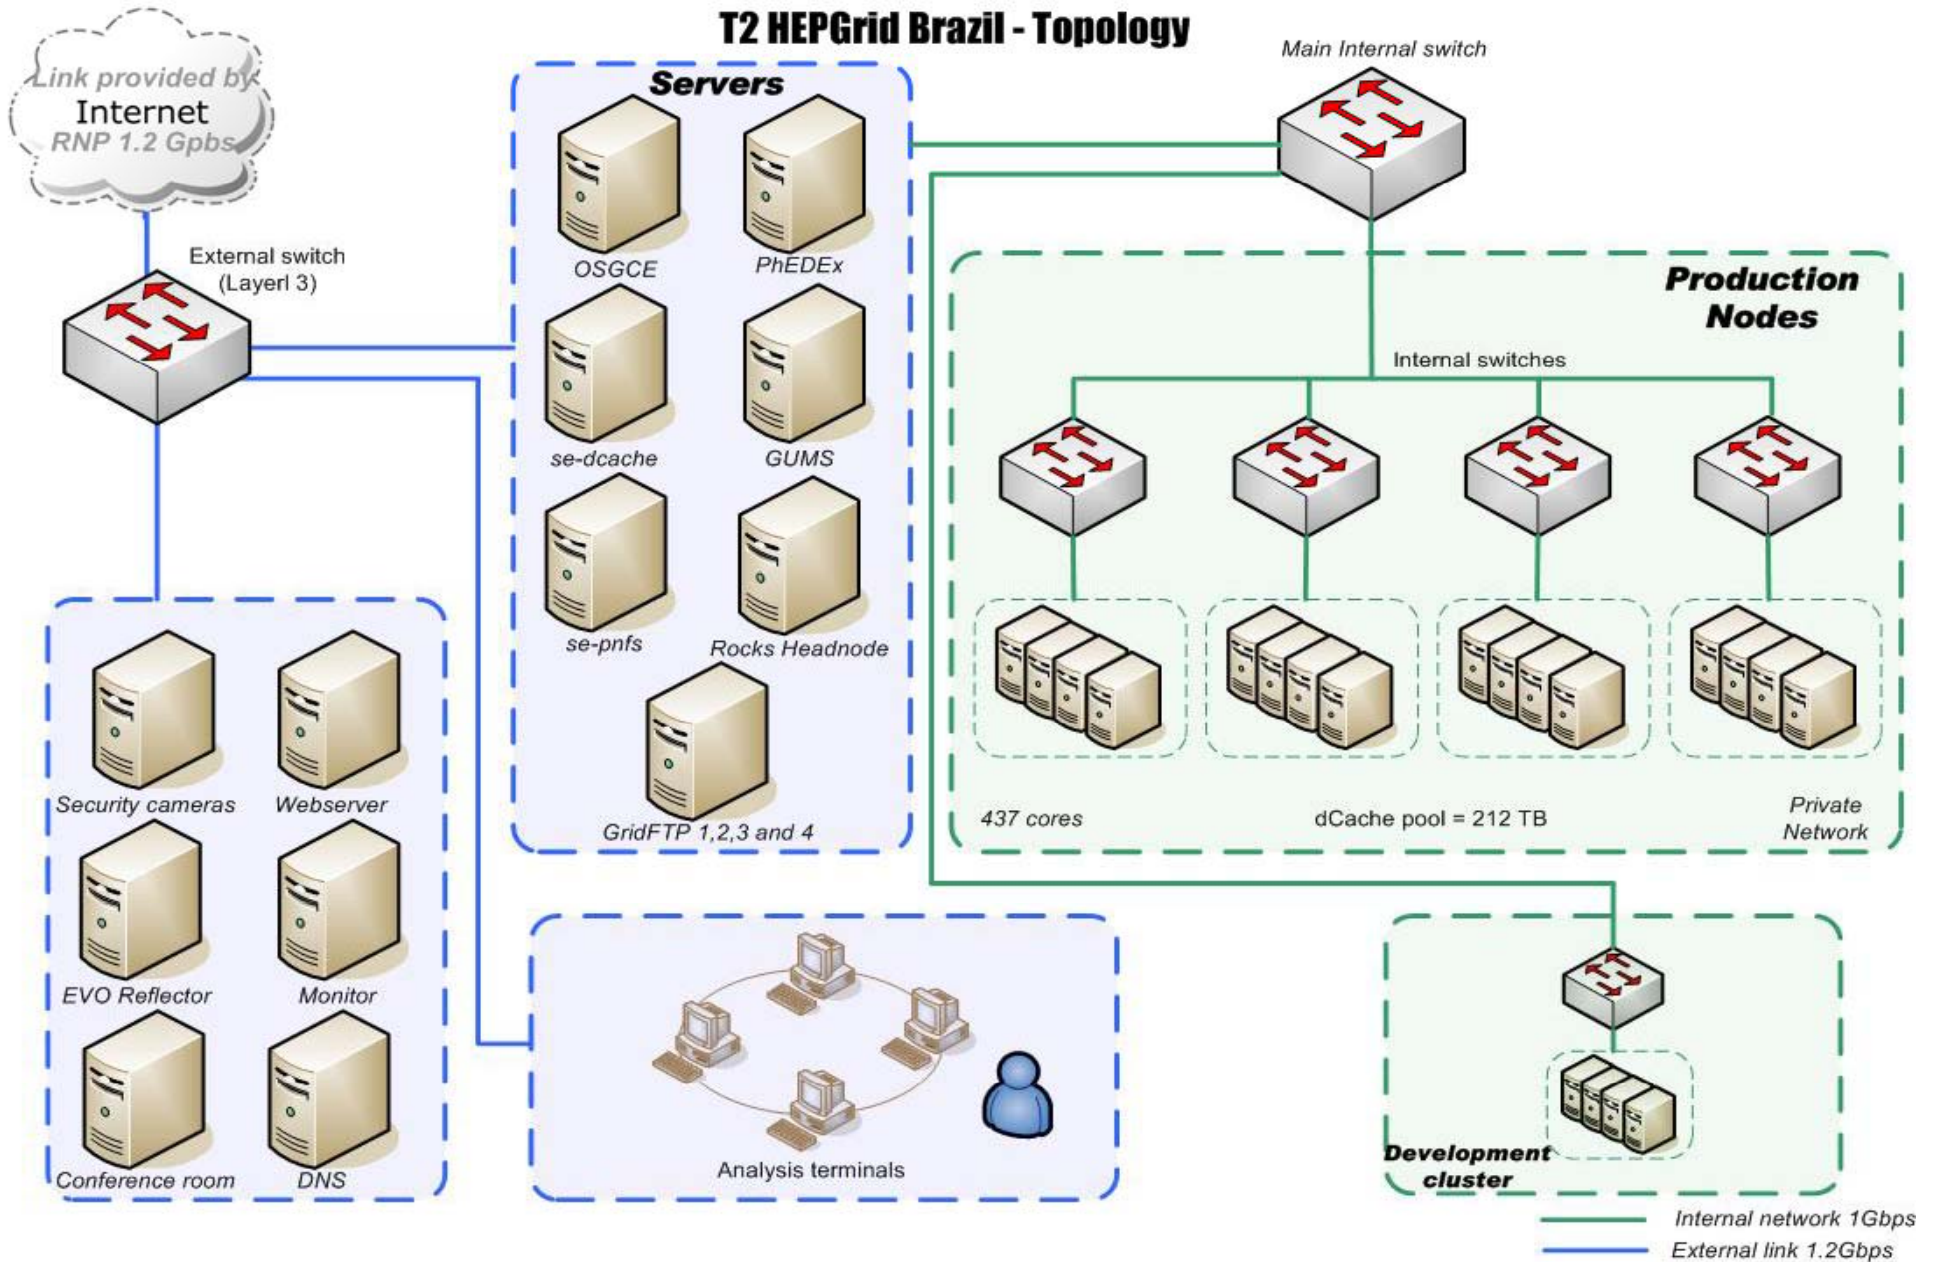 T2 HEPGrid Brazil - Topology
Link provided by
Internet
RNP 1.2 Gpbs
External switch
(Layerl 3)
Servers
OSGCE
PhEDEx
se-dcache
GUMS
se-pnfs
Rocks Headnode
GridFTP 1,2,3 and 4
Main Internal switch
Production
Nodes
Internal switches
437 cores
dCache pool = 212 TB
Private
Network
Security cameras
Webserver
EVO Reflector
Monitor
Conference room
DNS
Analysis terminals
Development
cluster
Internal network 1Gbps
External link 1.2Gbps